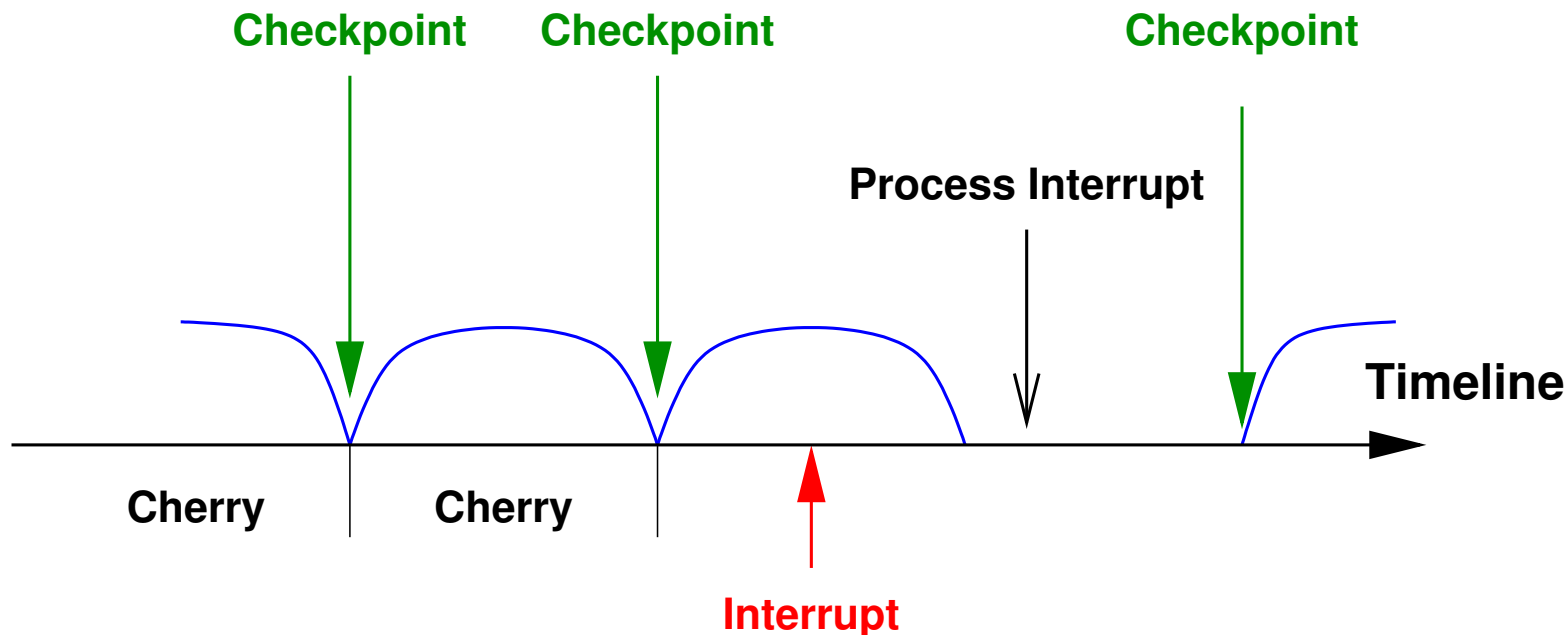 Checkpoint
Checkpoint
Checkpoint
Process Interrupt
Timeline
Cherry
Cherry
Interrupt